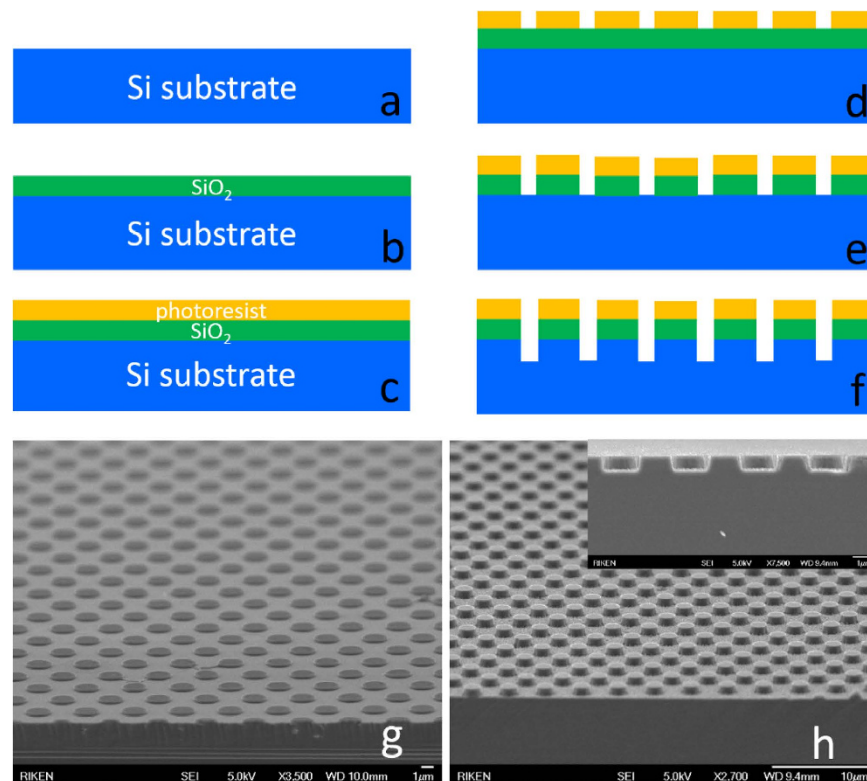 Si substrate
a
SiO₂
Si substrate
b
photoresist
SiO₂
Si substrate
c
d
e
f
g
RIKEN SEI 5.0kV X3,500 WD 10.0mm 1μm
RIKEN SEI 5.0kV X7,500 WD 9.4mm 1μm
h
RIKEN SEI 5.0kV X2,700 WD 9.4mm 10μm